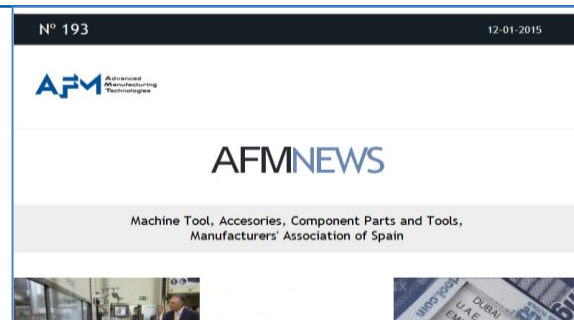 Nº 193
12-01-2015
AFM Advanced
Manufacturing
Technologies
AFMNEWS
Machine Tool, Accesories, Component Parts and Tools,
Manufacturers' Association of Spain
DUBAI
U.A.E